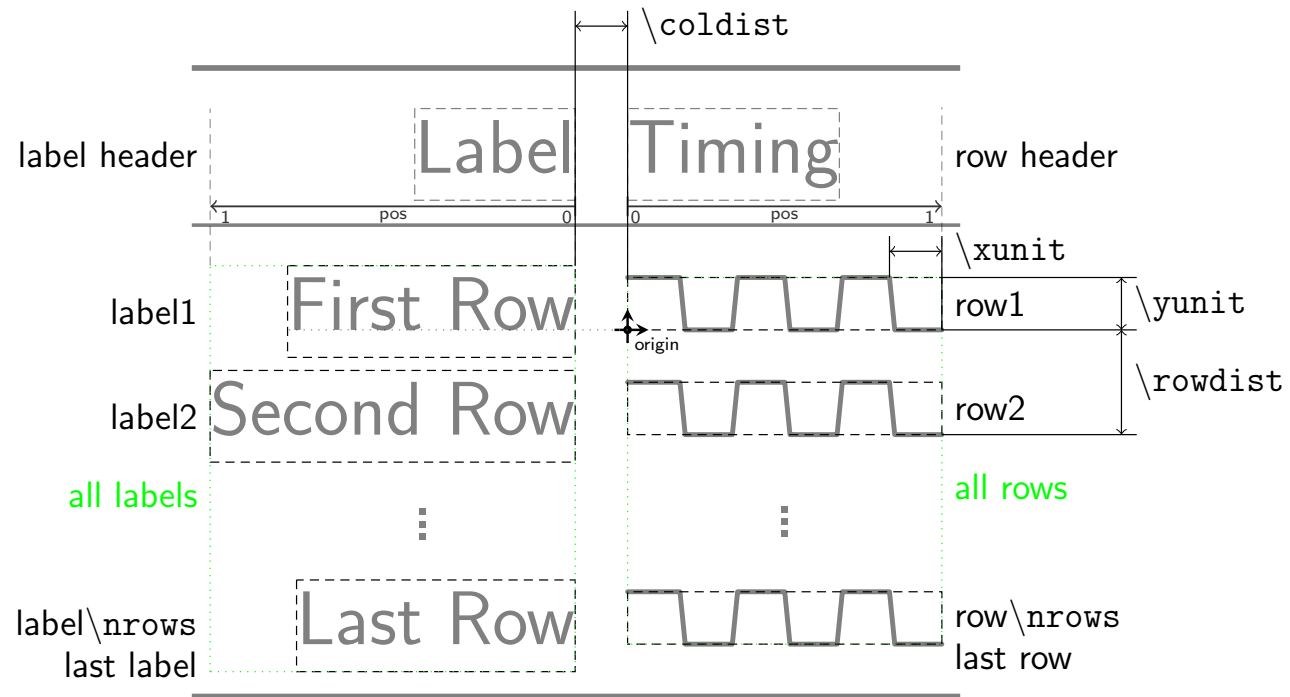 \coldist
label header
Label
Timing
row header
1
pos
0
0
pos
1
\xunit
label1
First Row
row1
\yunit
origin
\rowdist
label2
Second Row
row2
all labels
all rows
label\nrows
last label
Last Row
row\nrows
last row